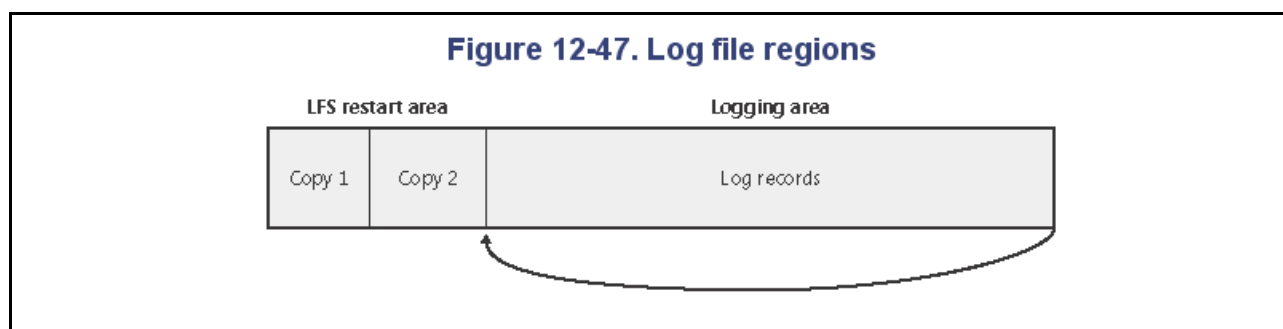 Figure 12-47. Log file regions
LFS restart area Logging area
Copy 1 Copy 2 Log records